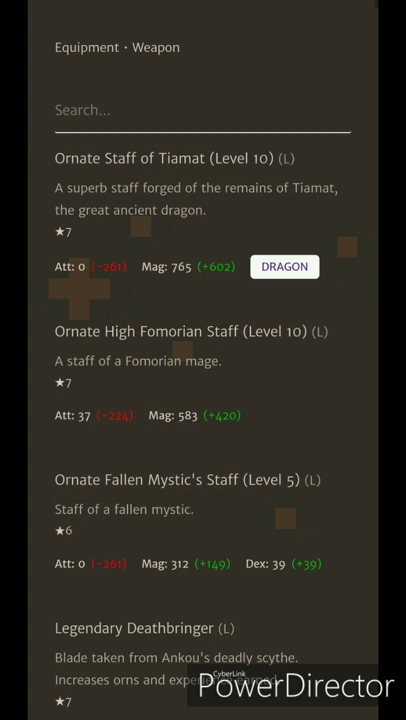 Equipment · Weapon
Search...
Ornate Staff of Tiamat (Level 10) (L)
A superb staff forged of the remains of Tiamat,
the great ancient dragon.
★7
Att: 0 (-261) Mag: 765 (+602) DRAGON
Ornate High Fomorian Staff (Level 10) (L)
A staff of a Fomorian mage.
★7
Att: 37 (-224) Mag: 583 (+420)
Ornate Fallen Mystic's Staff (Level 5) (L)
Staff of a fallen mystic.
★6
Att: 0 (-261) Mag: 312 (+149) Dex: 39 (+39)
Legendary Deathbringer (L)
Blade taken from Ankou's deadly scythe.
Increases orns and experience earned.
★7
CyberLink
PowerDirector